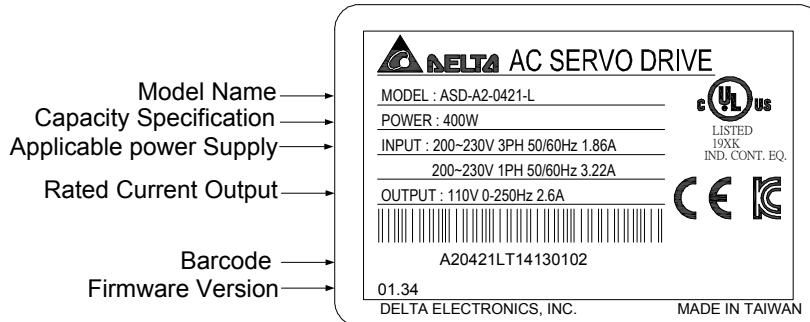 DELTA AC SERVO DRIVE
Model Name
MODEL : ASD-A2-0421-L
Capacity Specification
POWER : 400W
Applicable power Supply
INPUT : 200~230V 3PH 50/60Hz 1.86A
200~230V 1PH 50/60Hz 3.22A
Rated Current Output
OUTPUT : 110V 0-250Hz 2.6A
C UL US
LISTED
19XK
IND. CONT. EQ.
CE KC
Barcode
A20421LT14130102
Firmware Version
01.34
DELTA ELECTRONICS, INC.
MADE IN TAIWAN